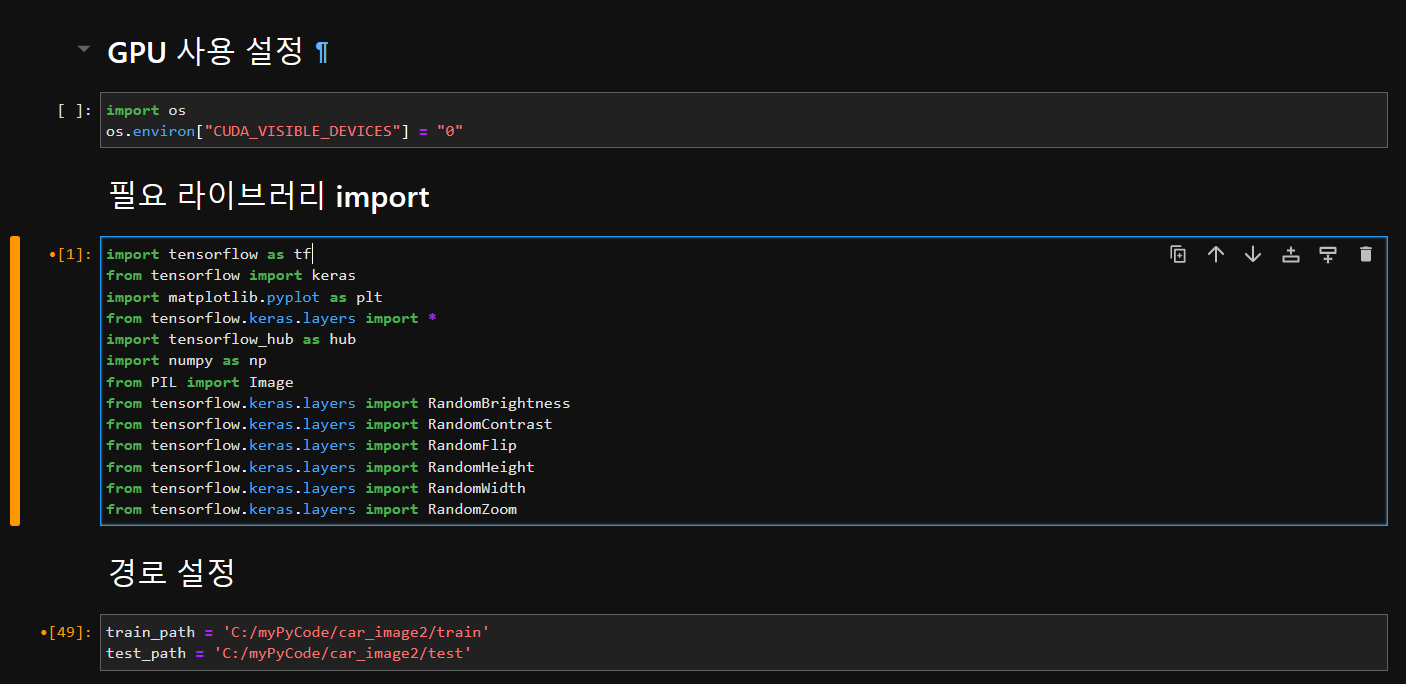 GPU 사용 설정 ¶
[ ]: import os
os.environ["CUDA_VISIBLE_DEVICES"] = "0"
필요 라이브러리 import
•[1]: import tensorflow as tf
from tensorflow import keras
import matplotlib.pyplot as plt
from tensorflow.keras.layers import *
import tensorflow_hub as hub
import numpy as np
from PIL import Image
from tensorflow.keras.layers import RandomBrightness
from tensorflow.keras.layers import RandomContrast
from tensorflow.keras.layers import RandomFlip
from tensorflow.keras.layers import RandomHeight
from tensorflow.keras.layers import RandomWidth
from tensorflow.keras.layers import RandomZoom
경로 설정
•[49]: train_path = 'C:/myPyCode/car_image2/train'
test_path = 'C:/myPyCode/car_image2/test'